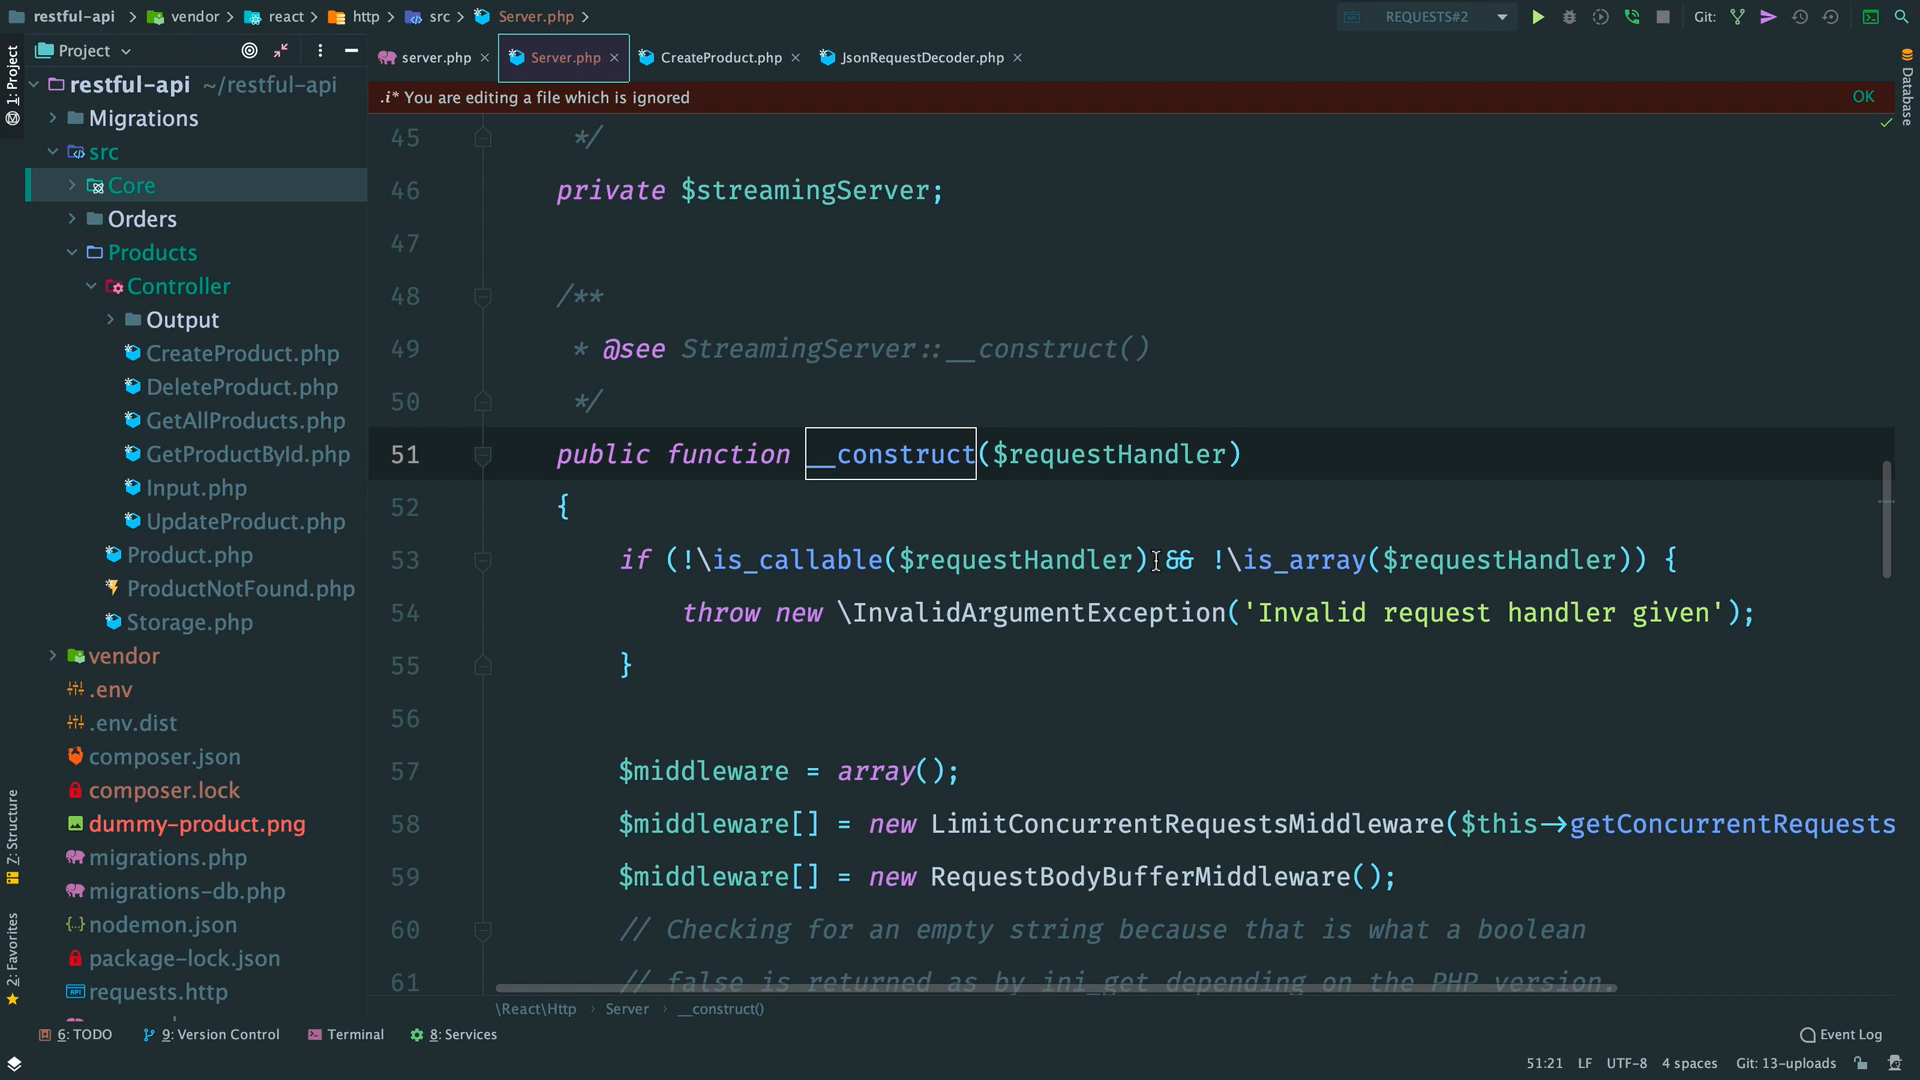 restful-api > vendor > react > http > src > Server.php >
REQUESTS#2
Git:
1: Project
Project
server.php × Server.php × CreateProduct.php × JsonRequestDecoder.php ×
.i* You are editing a file which is ignored
OK
Database
restful-api ~/restful-api
Migrations
src
Core
Orders
Products
Controller
Output
CreateProduct.php
DeleteProduct.php
GetAllProducts.php
GetProductById.php
Input.php
UpdateProduct.php
Product.php
ProductNotFound.php
Storage.php
vendor
.env
.env.dist
composer.json
composer.lock
dummy-product.png
migrations.php
migrations-db.php
nodemon.json
package-lock.json
requests.http
Z: Structure
2: Favorites
45 */
46 private $streamingServer;
47
48 /**
49 * @see StreamingServer::__construct()
50 */
51 public function __construct($requestHandler)
52 {
53 if (!\is_callable($requestHandler) && !\is_array($requestHandler)) {
54 throw new \InvalidArgumentException('Invalid request handler given');
55 }
56
57 $middleware = array();
58 $middleware[] = new LimitConcurrentRequestsMiddleware($this->getConcurrentRequests
59 $middleware[] = new RequestBodyBufferMiddleware();
60 // Checking for an empty string because that is what a boolean
61 // false is returned as by ini_get depending on the PHP version.
\React\Http > Server > __construct()
6: TODO 9: Version Control Terminal 8: Services
Event Log
51:21 LF UTF-8 4 spaces Git: 13-uploads